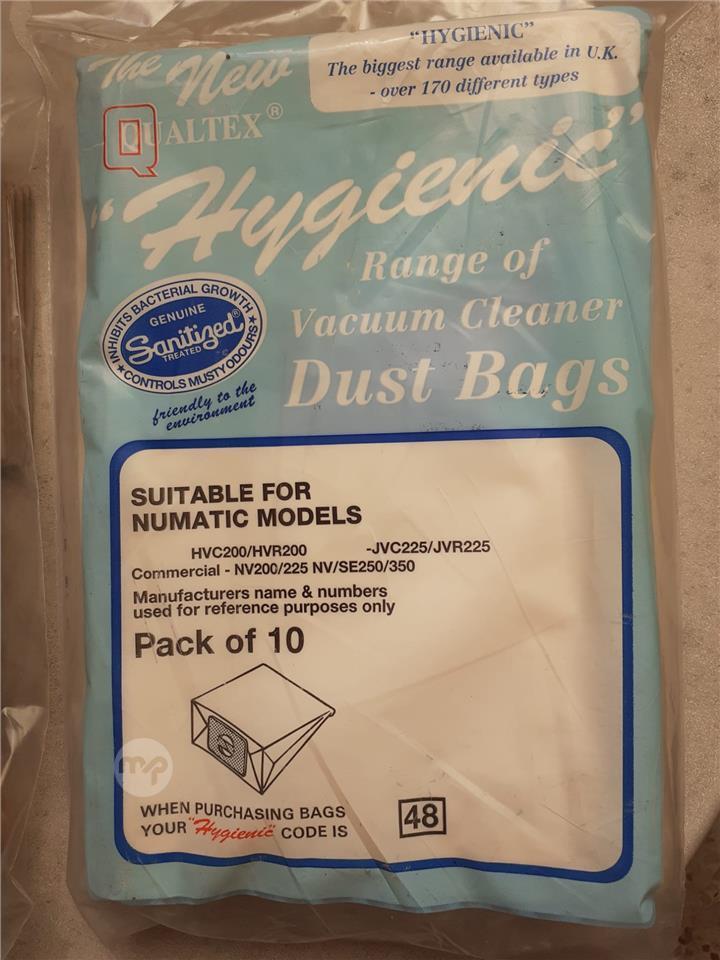 The New
"HYGIENIC"
The biggest range available in U.K.
- over 170 different types
QUALTEX®
"Hygienic"
Range of
Vacuum Cleaner
Dust Bags
INHIBITS BACTERIAL GROWTH
GENUINE
Sanitized®
TREATED
★CONTROLS MUSTY ODOURS★
friendly to the
environment
SUITABLE FOR
NUMATIC MODELS
HVC200/HVR200 -JVC225/JVR225
Commercial - NV200/225 NV/SE250/350
Manufacturers name & numbers
used for reference purposes only
Pack of 10
mp
WHEN PURCHASING BAGS
YOUR "Hygienic" CODE IS 48